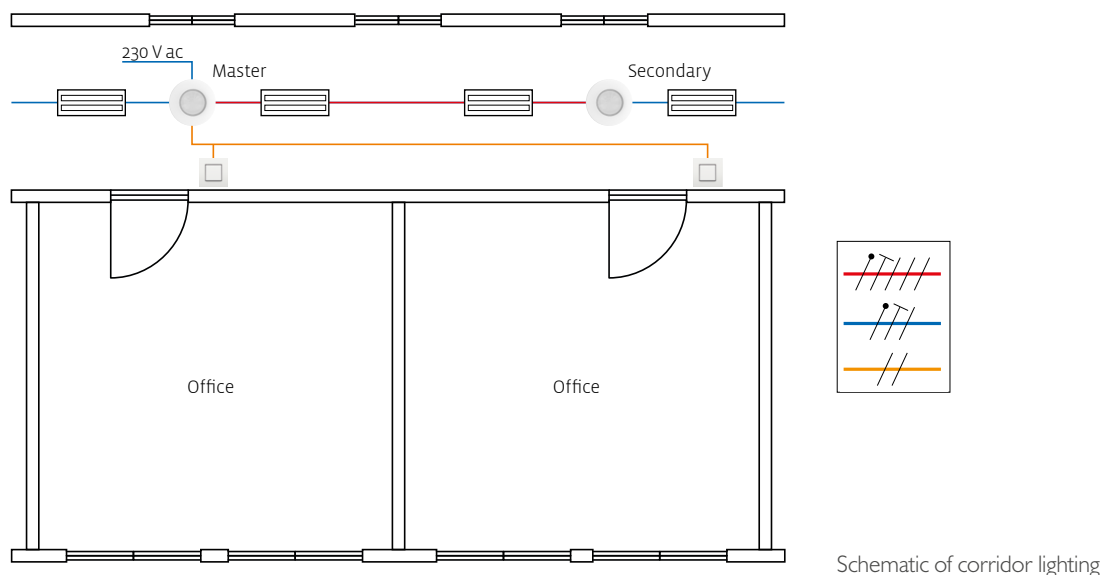 230 V ac
Master
Secondary
Office
Office
Schematic of corridor lighting